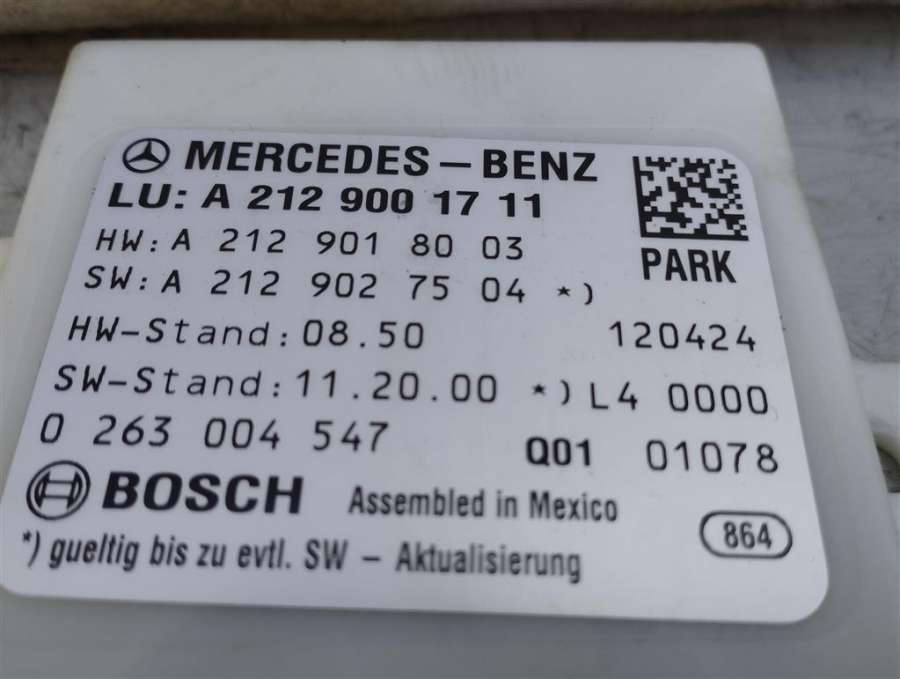 MERCEDES-BENZ
LU: A 212 900 17 11
HW: A 212 901 80 03
SW: A 212 902 75 04 *)
PARK
HW-Stand: 08.50 120424
SW-Stand: 11.20.00 *) L4 0000
0 263 004 547 Q01 01078
BOSCH Assembled in Mexico 864
*) gueltig bis zu evtl. SW - Aktualisierung